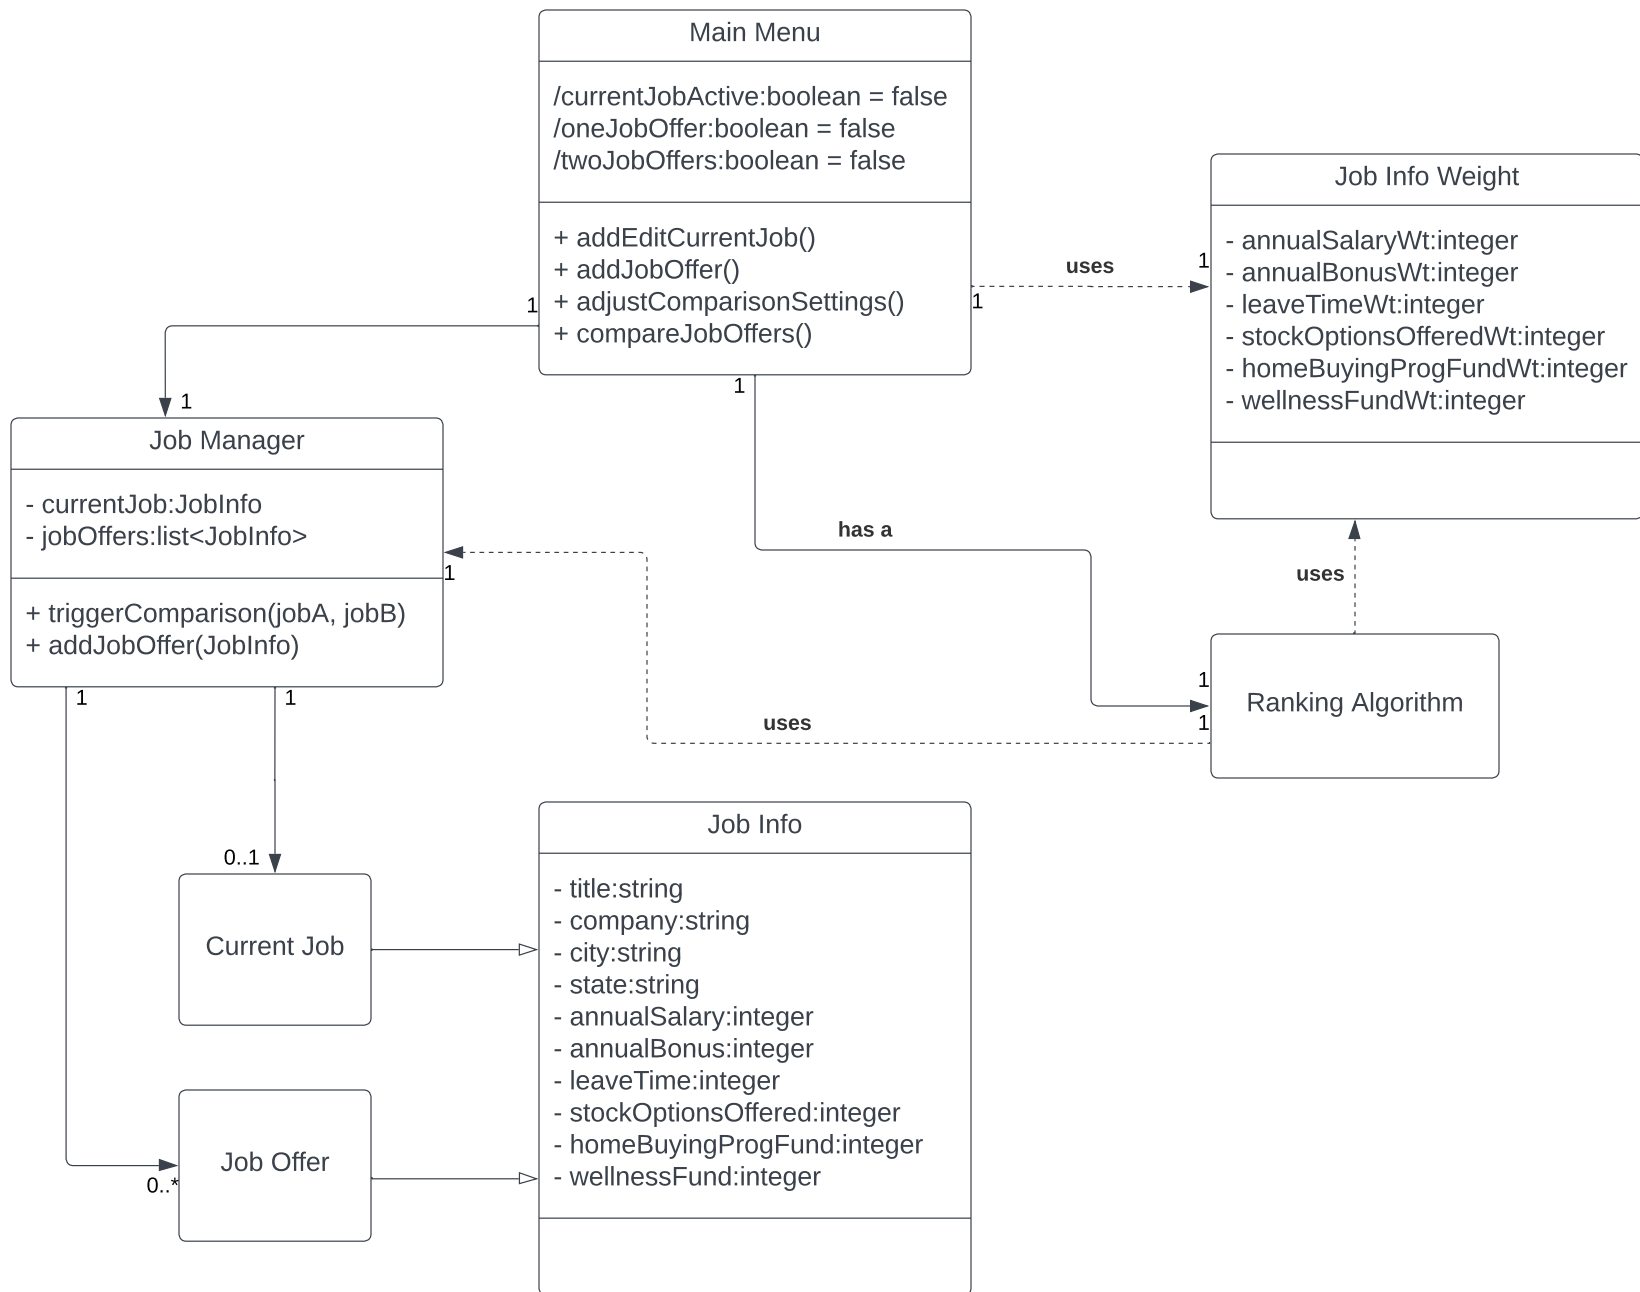 Main Menu
/currentJobActive:boolean = false
/oneJobOffer:boolean = false
/twoJobOffers:boolean = false
+ addEditCurrentJob()
+ addJobOffer()
+ adjustComparisonSettings()
+ compareJobOffers()
1
1
1
uses
1
Job Info Weight
- annualSalaryWt:integer
- annualBonusWt:integer
- leaveTimeWt:integer
- stockOptionsOfferedWt:integer
- homeBuyingProgFundWt:integer
- wellnessFundWt:integer
1
Job Manager
- currentJob:JobInfo
- jobOffers:list<JobInfo>
+ triggerComparison(jobA, jobB)
+ addJobOffer(JobInfo)
1
1
1
has a
uses
uses
1
1
Ranking Algorithm
0..1
Current Job
0..*
Job Offer
Job Info
- title:string
- company:string
- city:string
- state:string
- annualSalary:integer
- annualBonus:integer
- leaveTime:integer
- stockOptionsOffered:integer
- homeBuyingProgFund:integer
- wellnessFund:integer